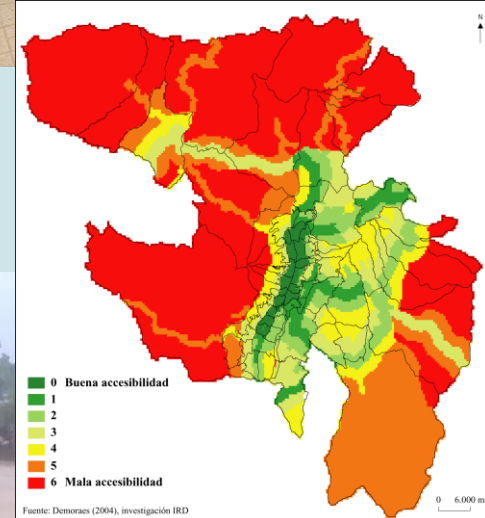 N
0 Buena accesibilidad
1
2
3
4
5
6 Mala accesibilidad
0 6.000 m
Fuente: Demoraes (2004), investigación IRD